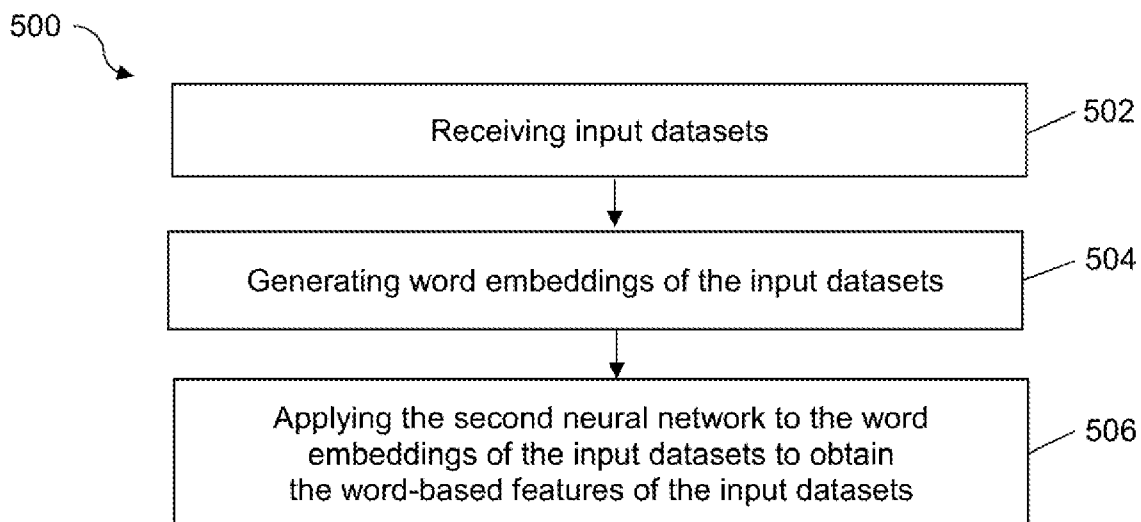 500
Receiving input datasets
502
Generating word embeddings of the input datasets
504
Applying the second neural network to the word
embeddings of the input datasets to obtain
the word-based features of the input datasets
506